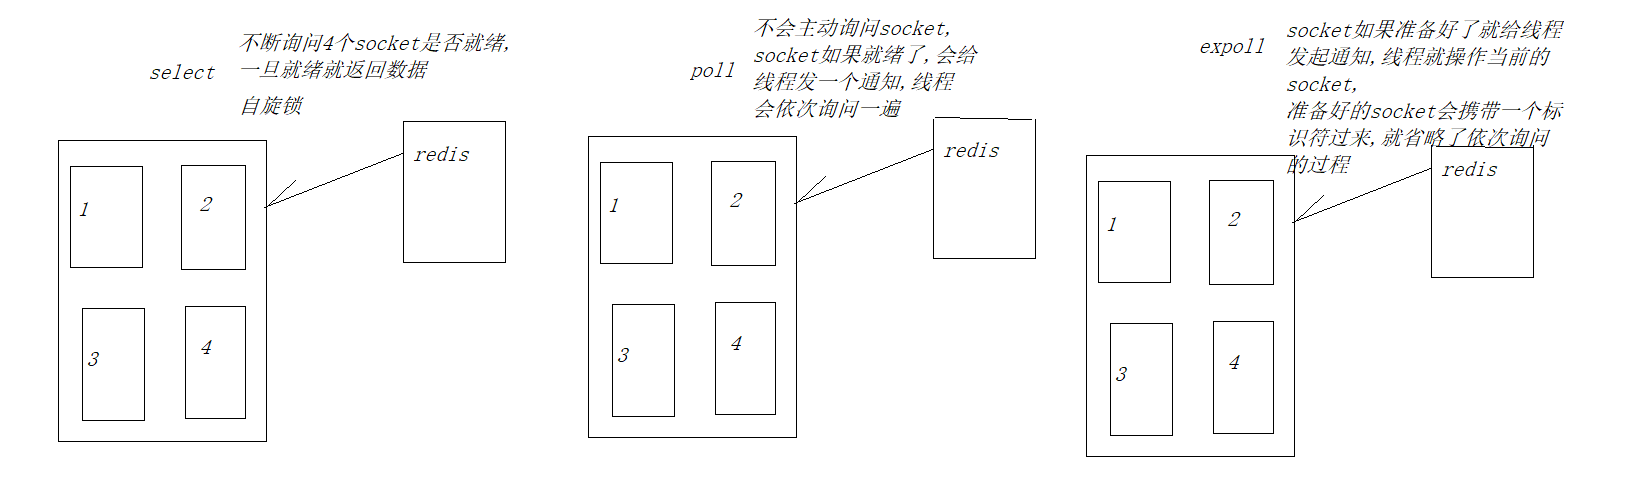 select
不断询问4个socket是否就绪,
一旦就绪就返回数据
自旋锁
redis
1
2
3
4
poll
不会主动询问socket,
socket如果就绪了,会给
线程发一个通知,线程
会依次询问一遍
redis
1
2
3
4
expoll
socket如果准备好了就给线程
发起通知,线程就操作当前的
socket,
准备好的socket会携带一个标
识符过来,就省略了依次询问
的过程
redis
1
2
3
4